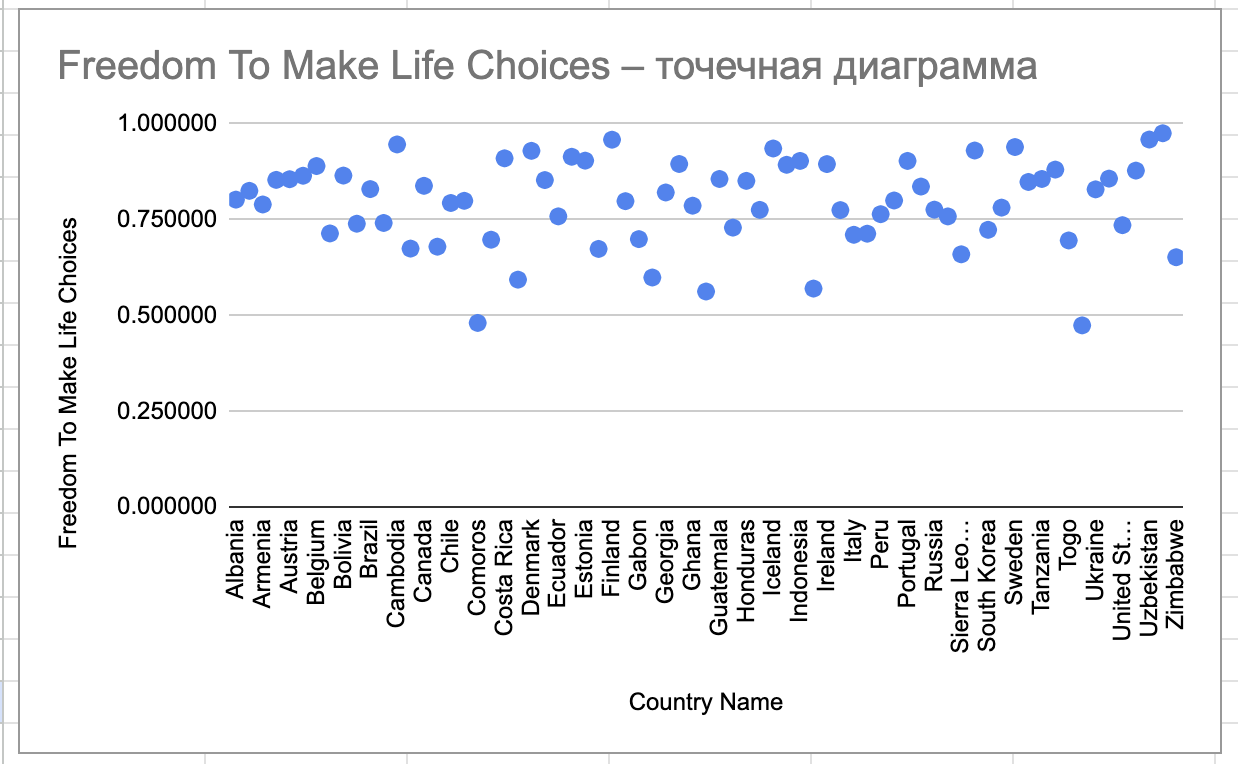 Freedom To Make Life Choices – точечная диаграмма
1.000000
0.750000
0.500000
0.250000
0.000000
Freedom To Make Life Choices
Albania
Armenia
Austria
Belgium
Bolivia
Brazil
Cambodia
Canada
Chile
Comoros
Costa Rica
Denmark
Ecuador
Estonia
Finland
Gabon
Georgia
Ghana
Guatemala
Honduras
Iceland
Indonesia
Ireland
Italy
Peru
Portugal
Russia
Sierra Leo…
South Korea
Sweden
Tanzania
Togo
Ukraine
United St…
Uzbekistan
Zimbabwe
Country Name